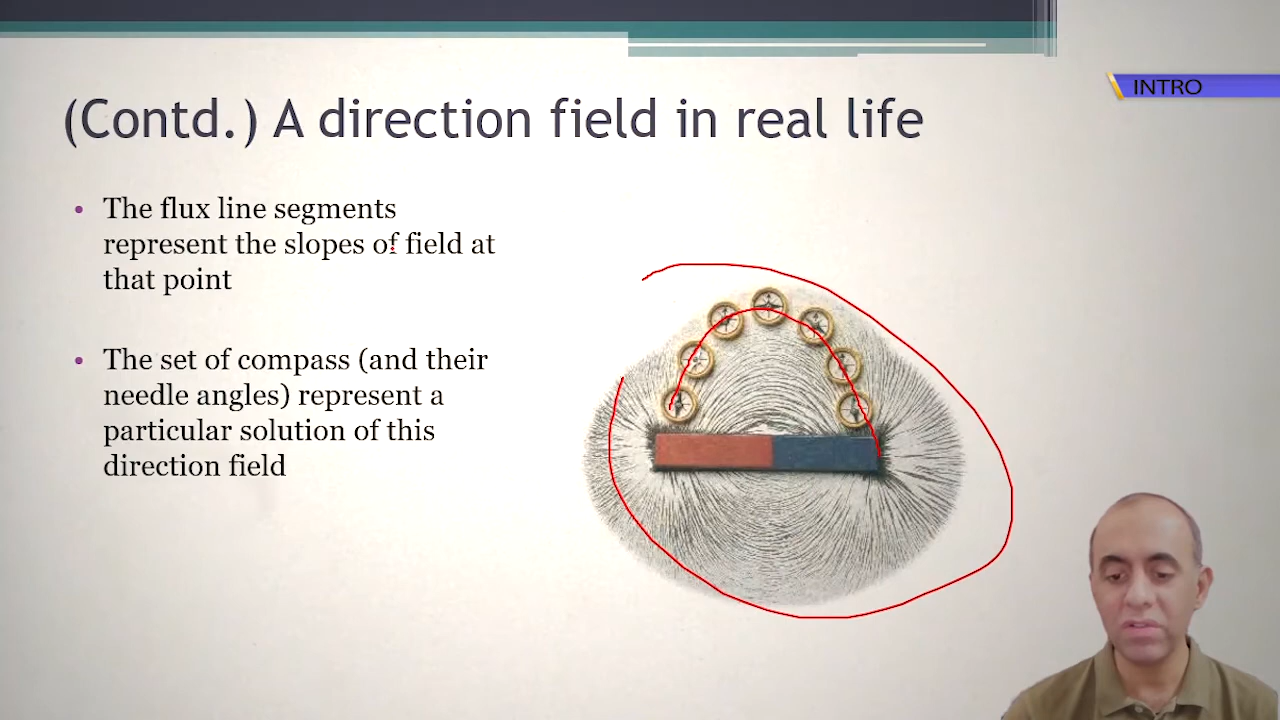 INTRO
(Contd.) A direction field in real life
• The flux line segments
represent the slopes of field at
that point
• The set of compass (and their
needle angles) represent a
particular solution of this
direction field